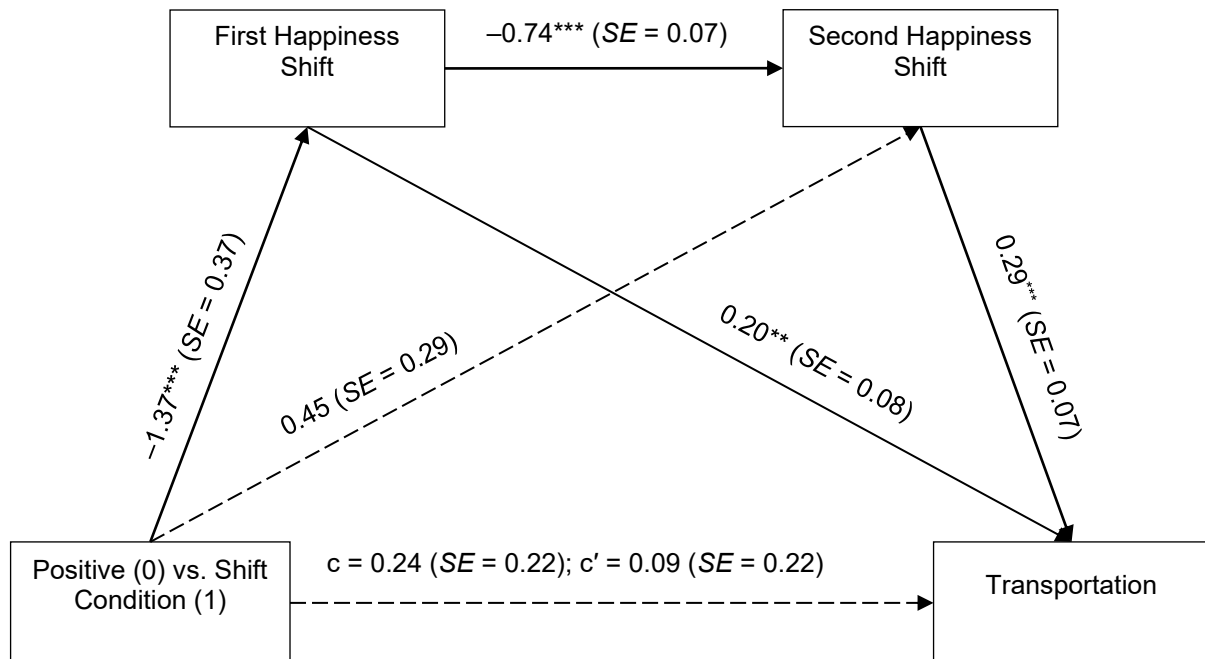 First Happiness
Shift
–0.74*** (SE = 0.07)
Second Happiness
Shift
–1.37*** (SE = 0.37)
0.45 (SE = 0.29)
0.20** (SE = 0.08)
0.29*** (SE = 0.07)
Positive (0) vs. Shift
Condition (1)
c = 0.24 (SE = 0.22); c′ = 0.09 (SE = 0.22)
Transportation